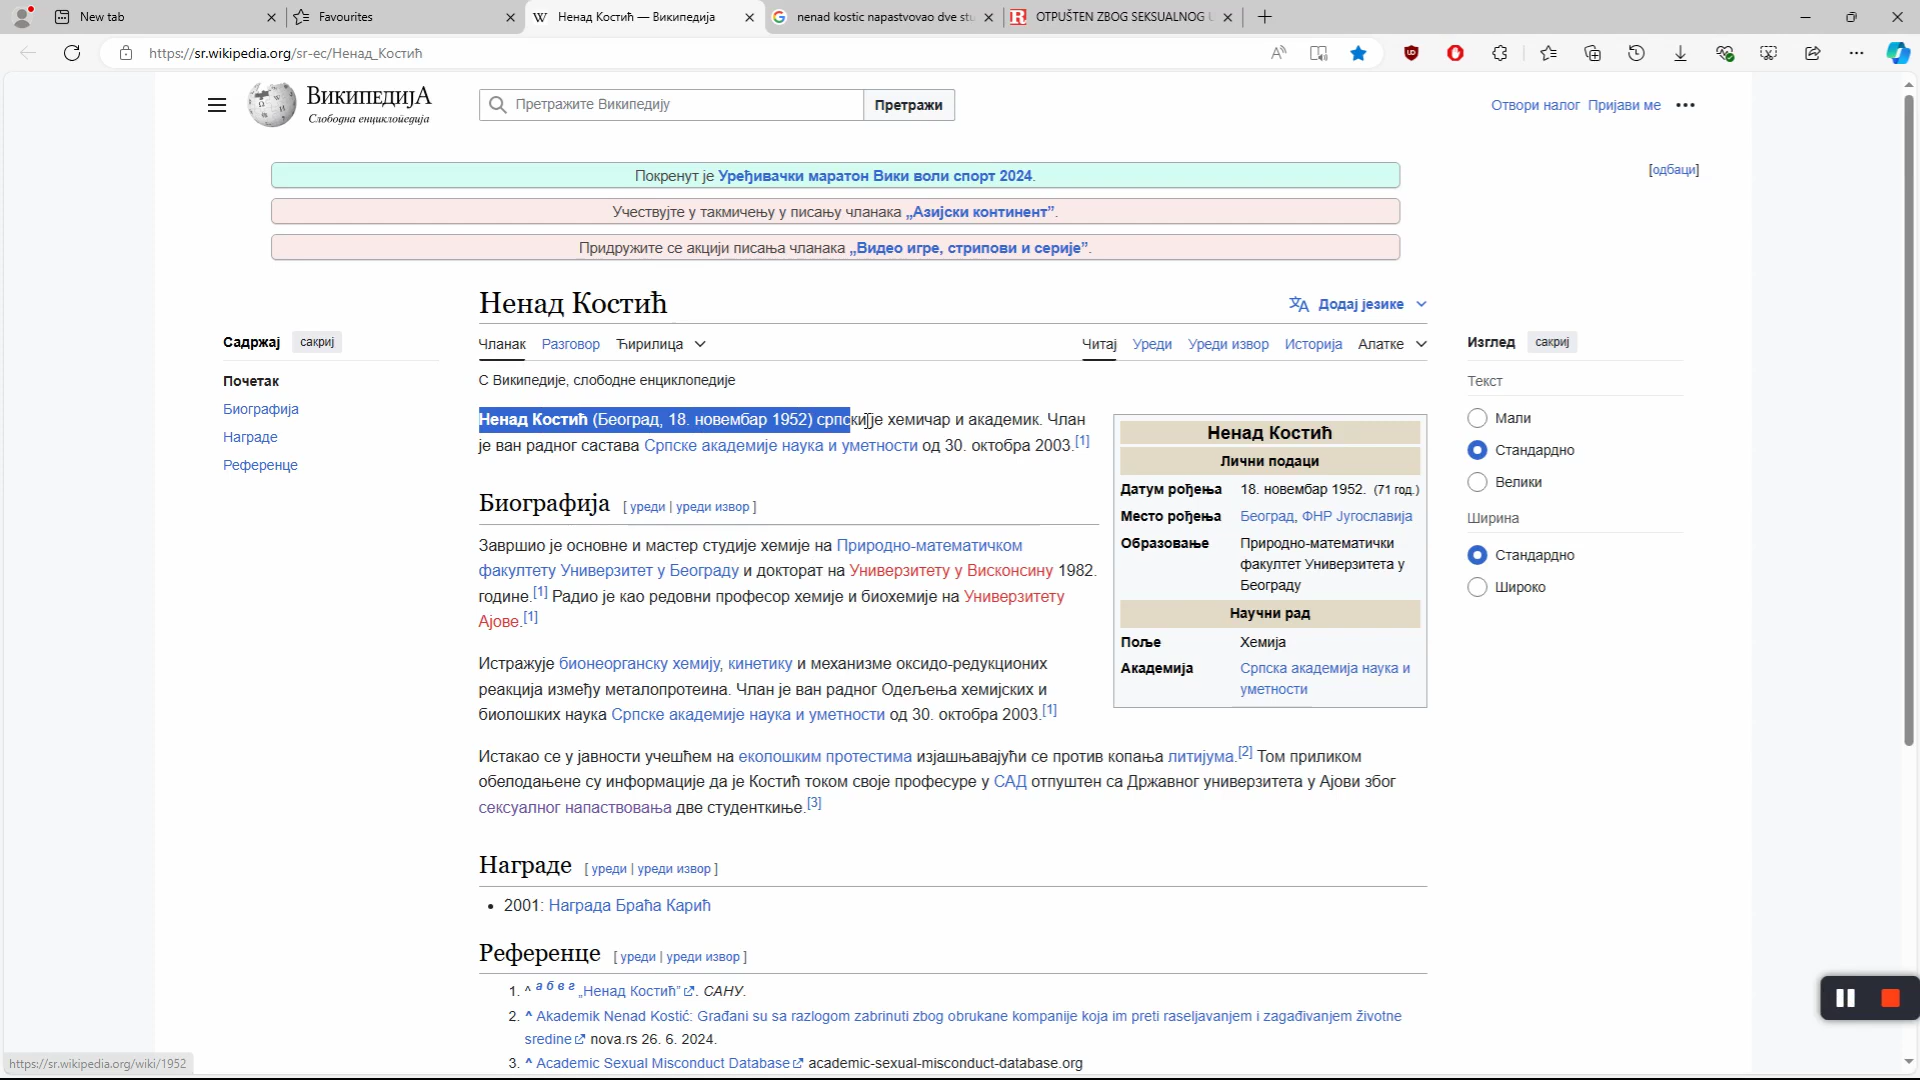 New tab
Favourites
Ненад Костић — Википедија
nenad kostic napastvovao dve stu
OTPUŠTEN ZBOG SEKSUALNOG U
https://sr.wikipedia.org/sr-ec/Ненад_Костић
ВикипедијА
Слободна енциклопедија
Претражите Википедију
Претражи
Отвори налог Пријави ме
Покренут је Уређивачки маратон Вики воли спорт 2024.
[одбаци]
Учествујте у такмичењу у писању чланака „Азијски континент”.
Придружите се акцији писања чланака „Видео игре, стрипови и серије”.
Ненад Костић
Додај језике
Садржај сакриј
Почетак
Биографија
Награде
Референце
Чланак Разговор Ћирилица
Читај Уреди Уреди извор Историја Алатке
С Википедије, слободне енциклопедије
Ненад Костић (Београд, 18. новембар 1952) српски је хемичар и академик. Члан
је ван радног састава Српске академије наука и уметности од 30. октобра 2003.[1]
Биографија [ уреди | уреди извор ]
Завршио је основне и мастер студије хемије на Природно-математичком
факултету Универзитет у Београду и докторат на Универзитету у Висконсину 1982.
године.[1] Радио је као редовни професор хемије и биохемије на Универзитету
Ајове.[1]
Истражује бионеорганску хемију, кинетику и механизме оксидо-редукционих
реакција између металопротеина. Члан је ван радног Одељења хемијских и
биолошких наука Српске академије наука и уметности од 30. октобра 2003.[1]
Истакао се у јавности учешћем на еколошким протестима изјашњавајући се против копања литијума.[2] Том приликом
обелодањене су информације да је Костић током своје професуре у САД отпуштен са Државног универзитета у Ајови због
сексуалног напаствовања две студенткиње.[3]
Награде [ уреди | уреди извор ]
• 2001: Награда Браћа Карић
Референце [ уреди | уреди извор ]
1. ^ а б в г „Ненад Костић”. САНУ.
2. ^ Akademik Nenad Kostić: Građani su sa razlogom zabrinuti zbog obrukane kompanije koja im preti raseljavanjem i zagađivanjem životne
sredine nova.rs 26. 6. 2024.
3. ^ Academic Sexual Misconduct Database academic-sexual-misconduct-database.org
Ненад Костић
Лични подаци
Датум рођења 18. новембар 1952. (71 год.)
Место рођења Београд, ФНР Југославија
Образовање Природно-математички
факултет Универзитета у
Београду
Научни рад
Поље Хемија
Академија Српска академија наука и
уметности
Изглед сакриј
Текст
Мали
Стандардно
Велики
Ширина
Стандардно
Широко
https://sr.wikipedia.org/wiki/1952